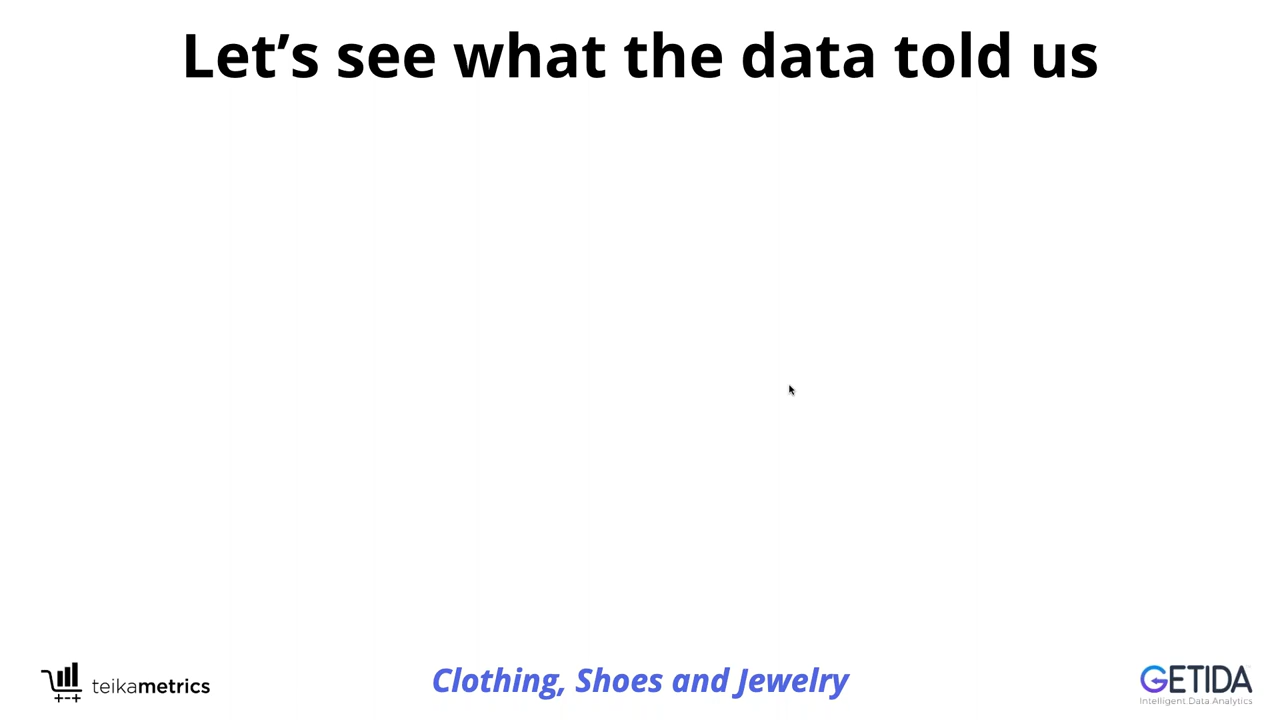 Let’s see what the data told us
teikametrics
Clothing, Shoes and Jewelry
GETIDA
Intelligent Data Analytics